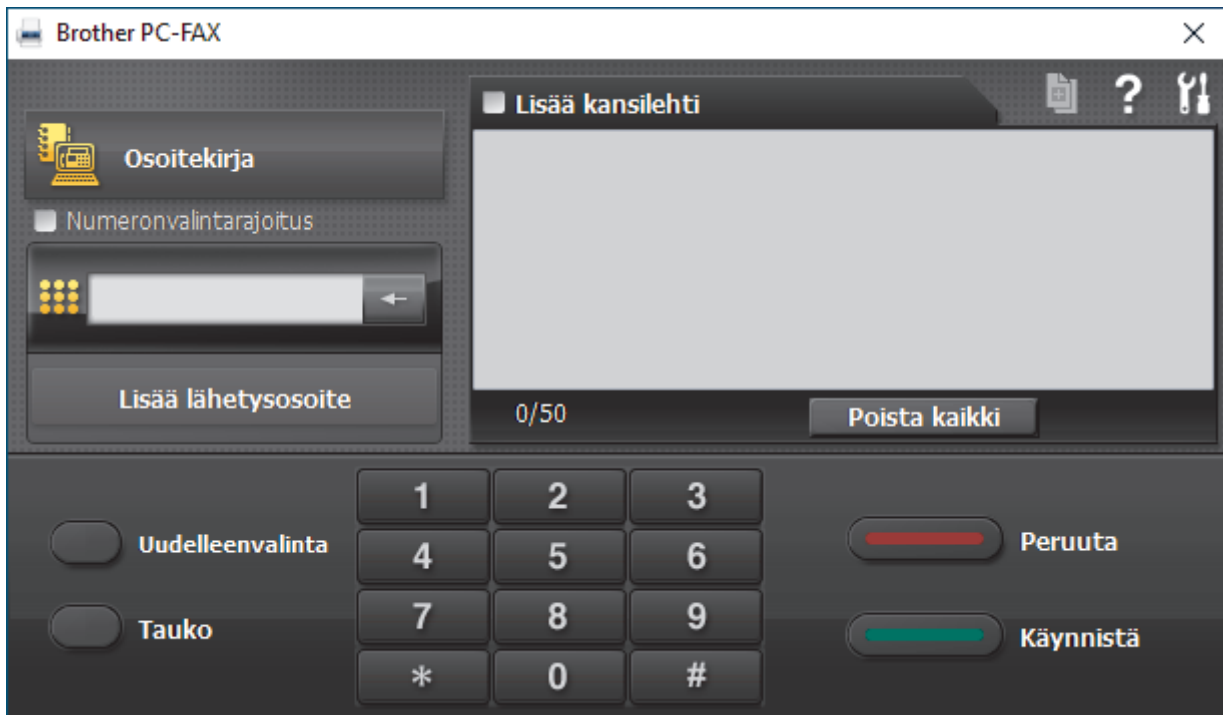 Brother PC-FAX
Osoitekirja
Numeronvalintarajoitus
Lisää lähetysosoite
Lisää kansilehti
?
0/50
Poista kaikki
Uudelleenvalinta
Tauko
1 2 3
4 5 6
7 8 9
* 0 #
Peruuta
Käynnistä